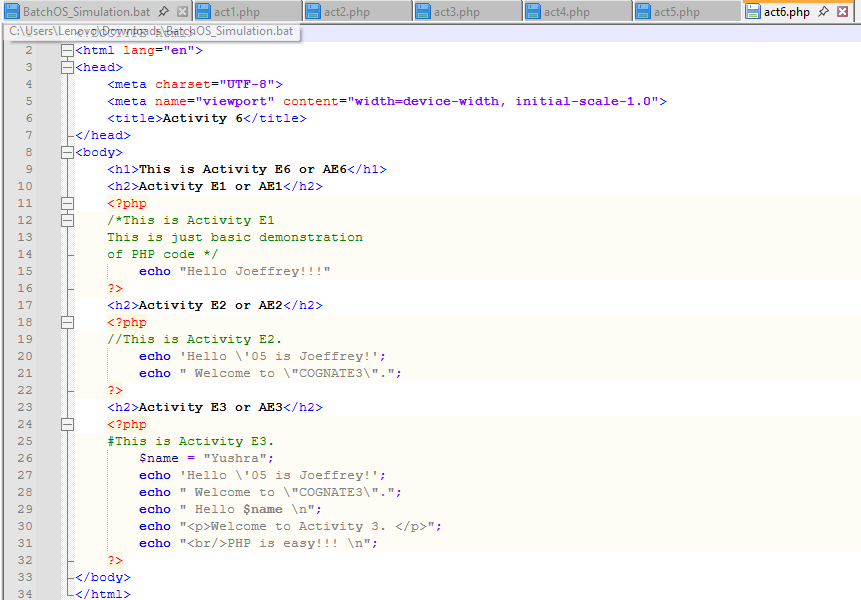 BatchOS_Simulation.bat act1.php act2.php act3.php act4.php act5.php act6.php
C:\Users\Lenovo\Downloads\BatchOS_Simulation.bat
2 <html lang="en">
3 <head>
4 <meta charset="UTF-8">
5 <meta name="viewport" content="width=device-width, initial-scale=1.0">
6 <title>Activity 6</title>
7 </head>
8 <body>
9 <h1>This is Activity E6 or AE6</h1>
10 <h2>Activity E1 or AE1</h2>
11 <?php
12 /*This is Activity E1
13 This is just basic demonstration
14 of PHP code */
15 echo "Hello Joeffrey!!!"
16 ?>
17 <h2>Activity E2 or AE2</h2>
18 <?php
19 //This is Activity E2.
20 echo 'Hello \'05 is Joeffrey!';
21 echo " Welcome to \"COGNATE3\".";
22 ?>
23 <h2>Activity E3 or AE3</h2>
24 <?php
25 #This is Activity E3.
26 $name = "Yushra";
27 echo 'Hello \'05 is Joeffrey!';
28 echo " Welcome to \"COGNATE3\".";
29 echo " Hello $name \n";
30 echo "<p>Welcome to Activity 3. </p>";
31 echo "<br/>PHP is easy!!! \n";
32 ?>
33 </body>
34 </html>